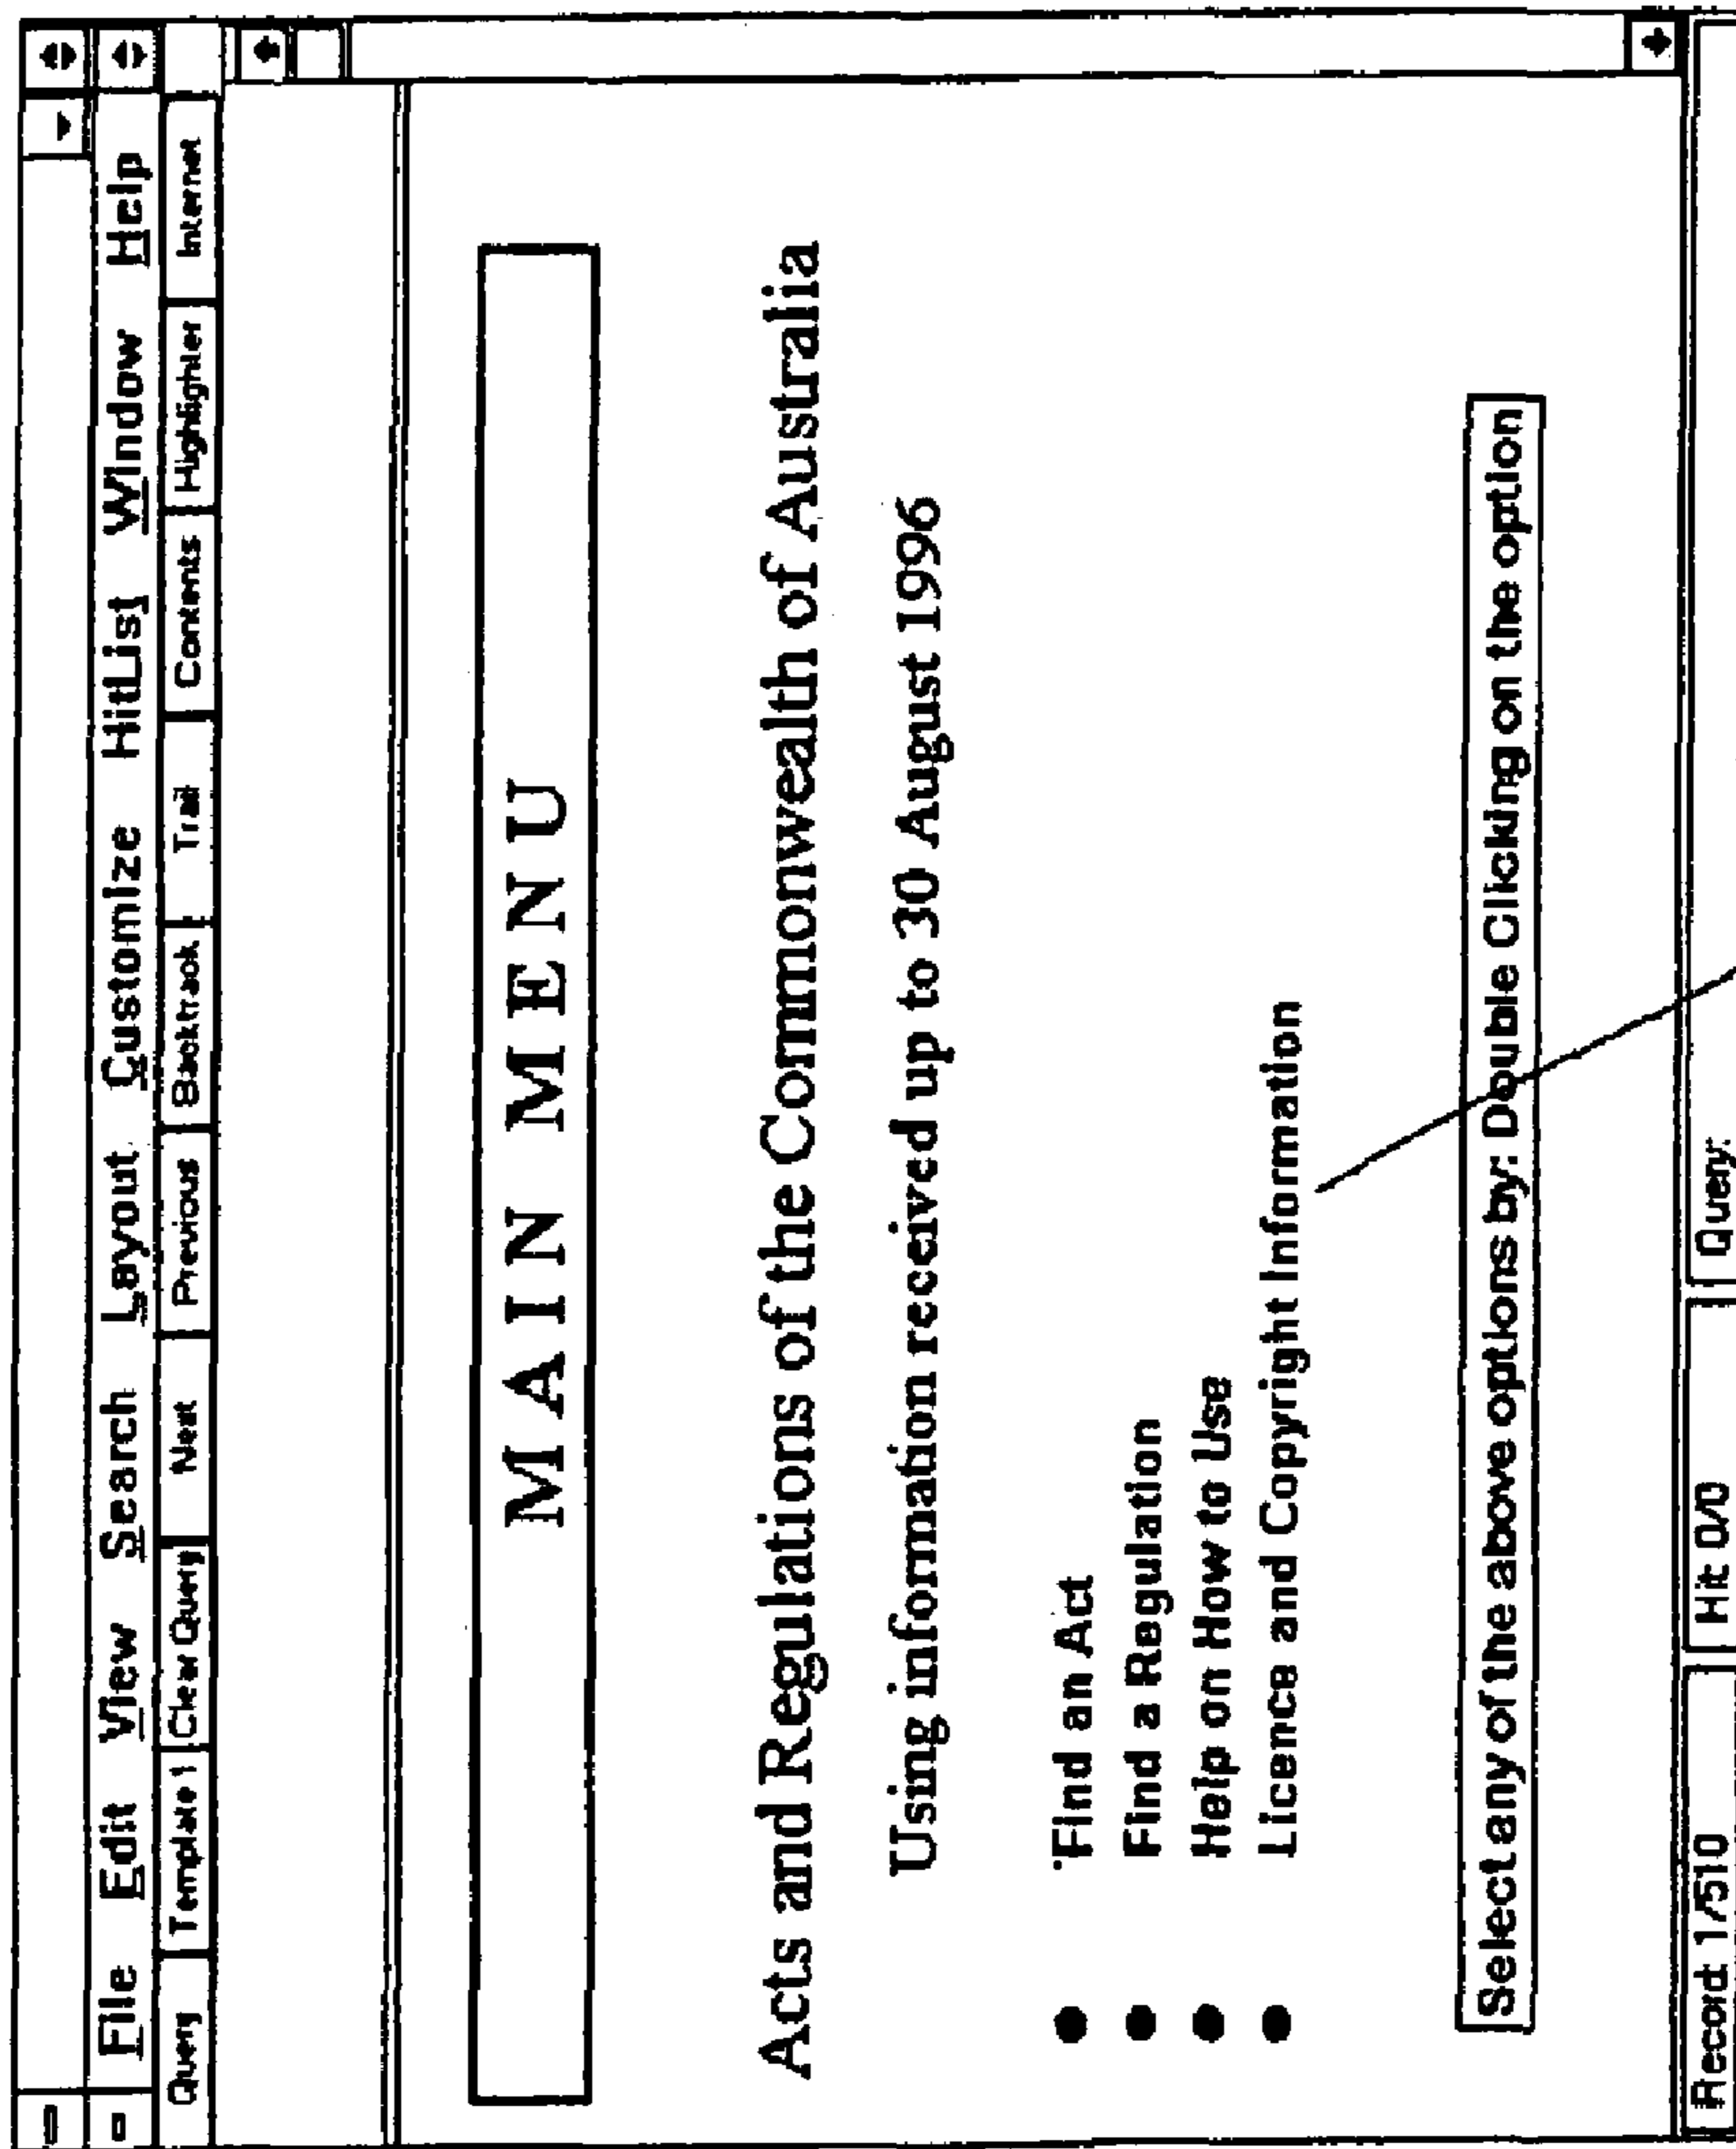 File Edit View Search Layout Customize HitList Window Help
Query Template 1 Clear Query Next Previous Backtrack Trail Contents Highlighter Internet
MAIN MENU
Acts and Regulations of the Commonwealth of Australia
Using information received up to 30 August 1996
Find an Act
Find a Regulation
Help on How to Use
Licence and Copyright Information
Select any of the above options by: Double Clicking on the option
Record: 1/510 Hit: 0/0 Query: